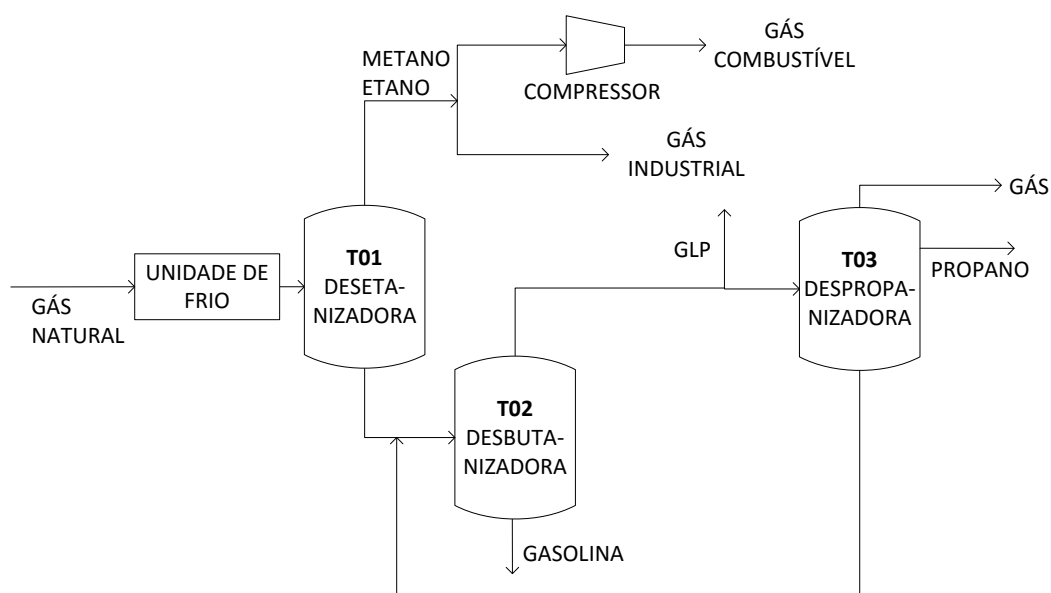 METANO
ETANO
COMPRESSOR
GÁS
COMBUSTÍVEL
GÁS
INDUSTRIAL
GÁS
NATURAL
UNIDADE DE
FRIO
T01
DESETA-
NIZADORA
GLP
T03
DESPROPA-
NIZADORA
GÁS
PROPANO
T02
DESBUTA-
NIZADORA
GASOLINA